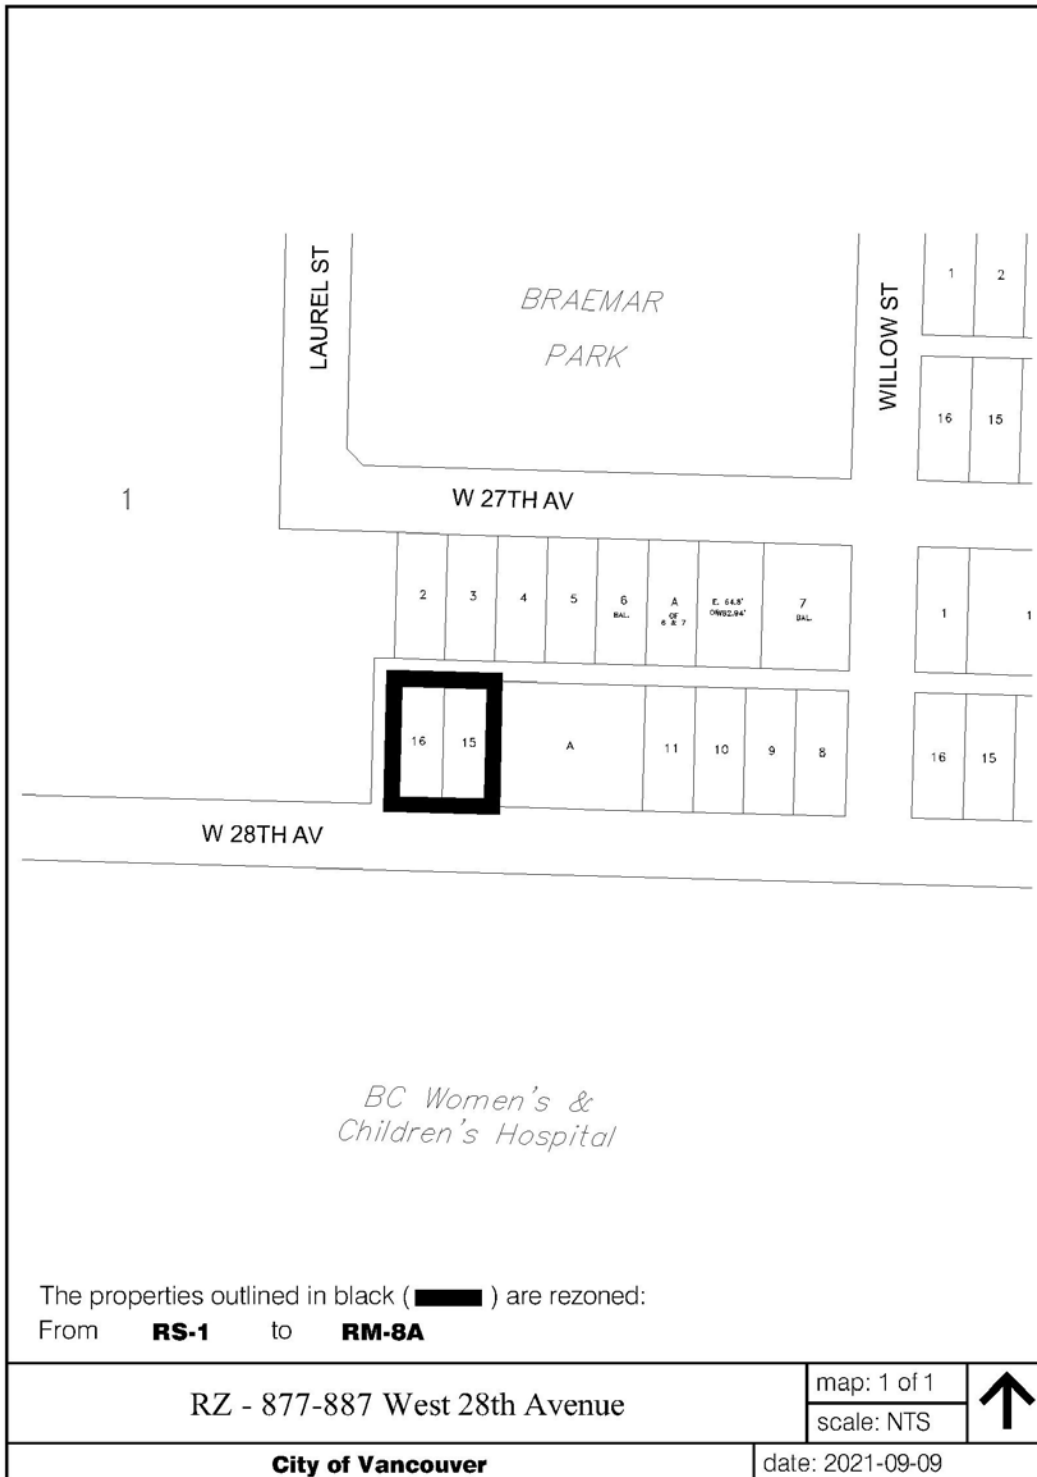 LAUREL ST
BRAEMAR
PARK
WILLOW ST
1
2
16
15
1
W 27TH AV
2
3
4
5
6
BAL.
A
OF
6 & 7
E. 64.8'
7
BAL.
1
1
16
15
A
11
10
9
8
16
15
W 28TH AV
BC Women's &
Children's Hospital
The properties outlined in black ( ) are rezoned:
From RS-1 to RM-8A
RZ - 877-887 West 28th Avenue
map: 1 of 1
scale: NTS
City of Vancouver
date: 2021-09-09